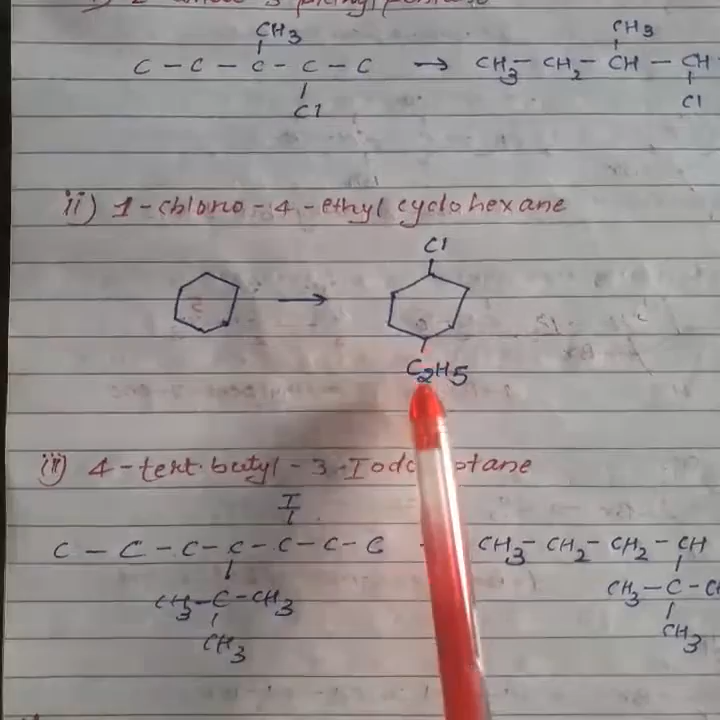 CH3 CH3
C - C - C - C - C → CH3 - CH2 - CH - CH
Cl Cl
ii) 1-chloro-4-ethyl cyclohexane
Cl
→
C2H5
4-tert.butyl-3-Iodo
I
C - C - C - C - C - C - C CH3 - CH2 - CH2 - CH
CH3 - C - CH3 CH3 - C -
CH3 CH3